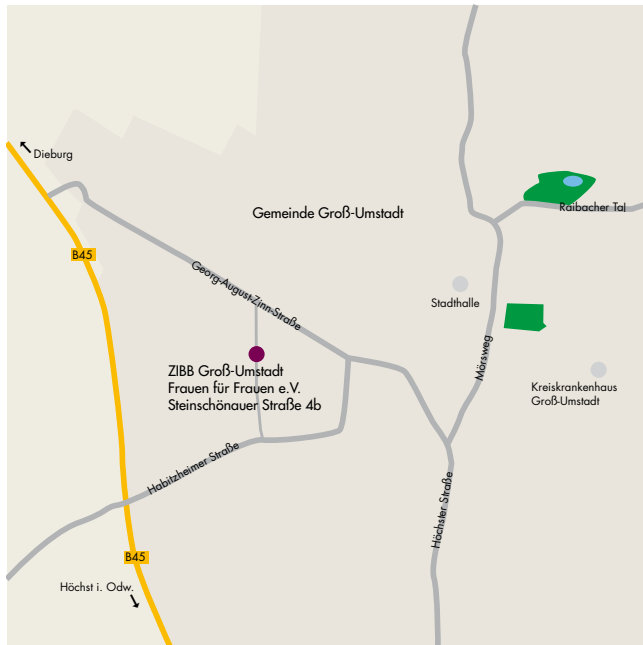 Dieburg
Raibacher Tal
Gemeinde Groß-Umstadt
B45
Georg-August-Zinn-Straße
Stadthalle
Mörsweg
ZIBB Groß-Umstadt
Frauen für Frauen e.V.
Steinschönauer Straße 4b
Kreiskrankenhaus
Groß-Umstadt
Habitzheimer Straße
Höchster Straße
B45
Höchst i. Odw.